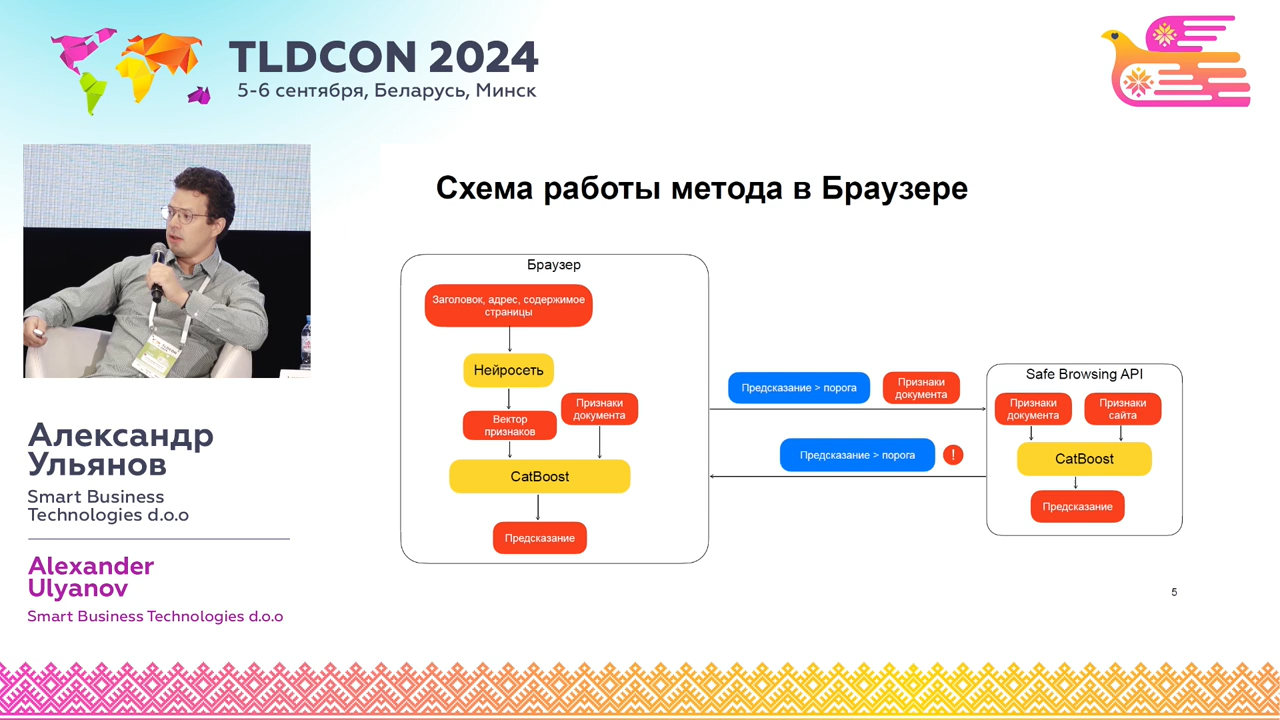 TLDCON 2024
5-6 сентября, Беларусь, Минск
Схема работы метода в Браузере
Браузер
Заголовок, адрес, содержимое
страницы
Нейросеть
Вектор
признаков
Признаки
документа
CatBoost
Предсказание
Предсказание > порога
Признаки
документа
Предсказание > порога
!
Safe Browsing API
Признаки
документа
Признаки
сайта
CatBoost
Предсказание
5
Александр
Ульянов
Smart Business
Technologies d.o.o
Alexander
Ulyanov
Smart Business Technologies d.o.o